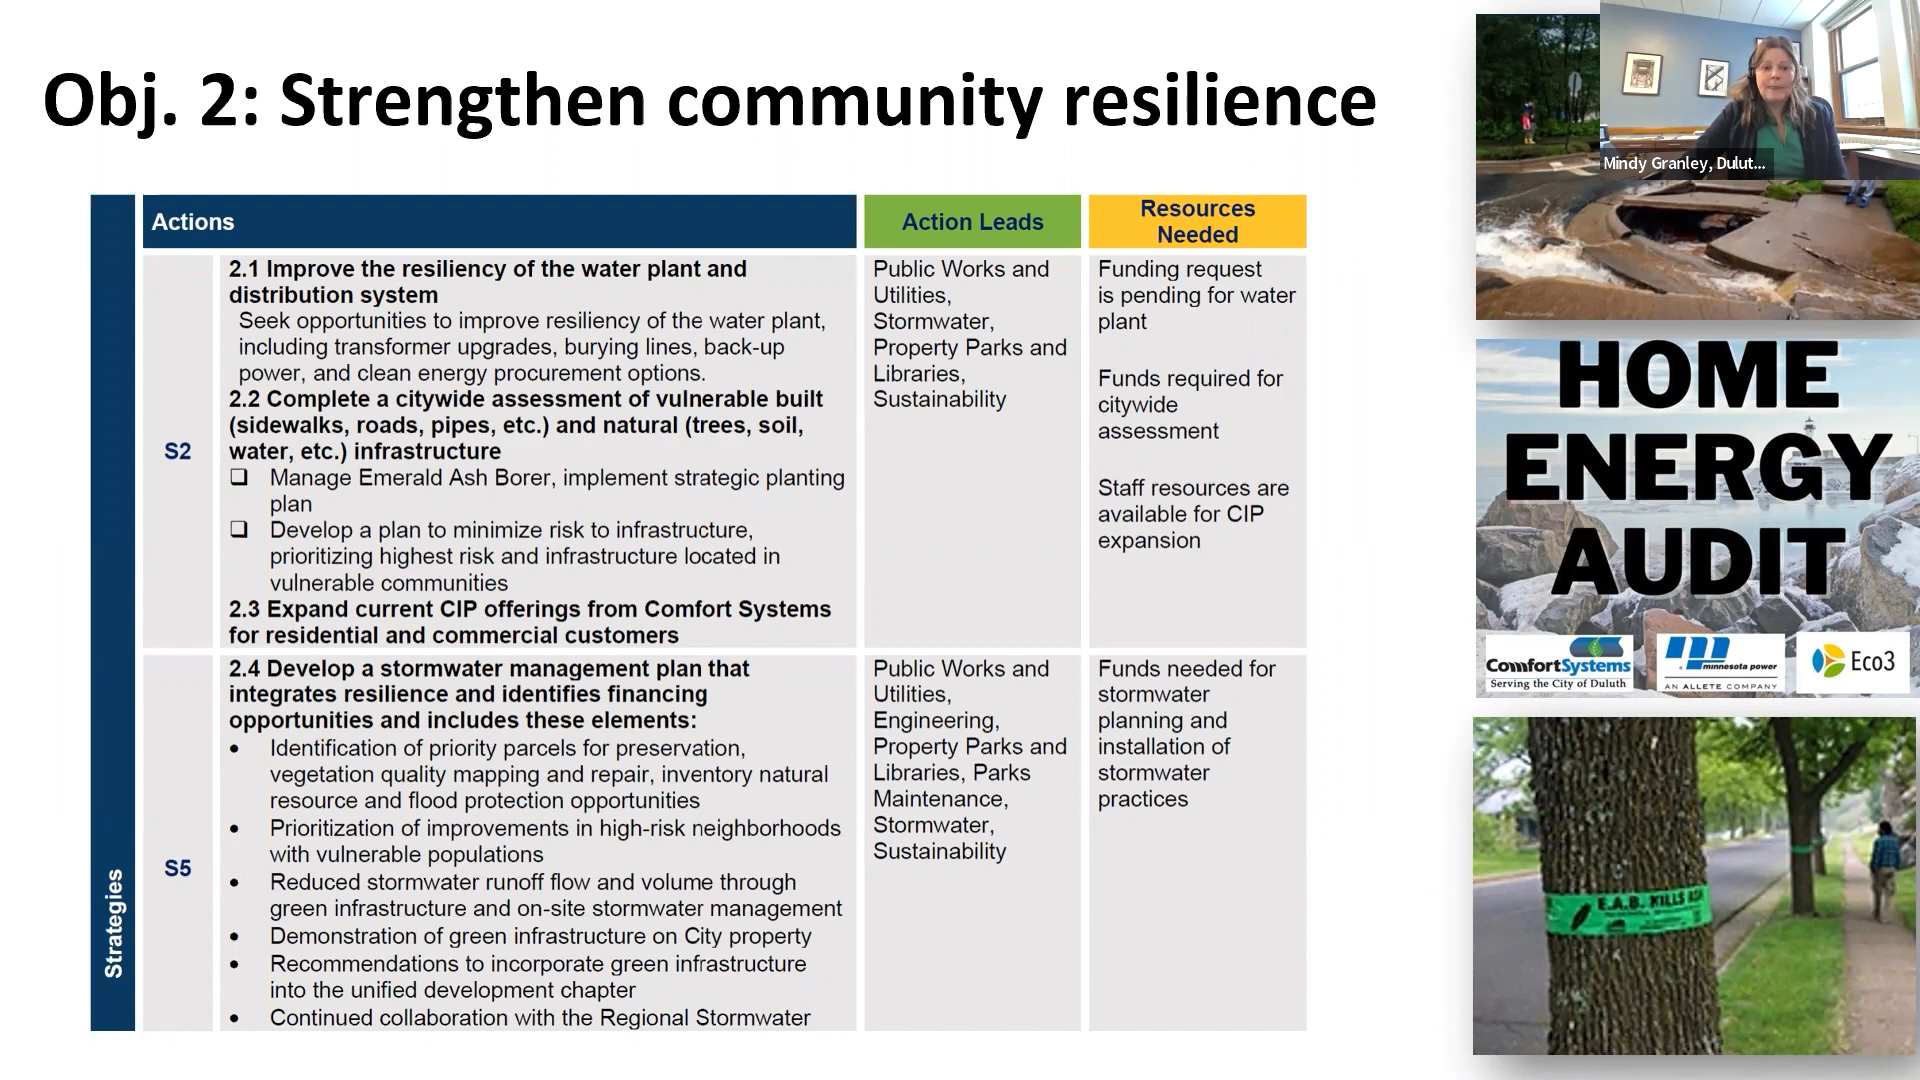 Obj. 2: Strengthen community resilience
Mindy Granley, Dulut...
Actions
Action Leads
Resources
Needed
Strategies
S2
2.1 Improve the resiliency of the water plant and
distribution system
Seek opportunities to improve resiliency of the water plant,
including transformer upgrades, burying lines, back-up
power, and clean energy procurement options.
2.2 Complete a citywide assessment of vulnerable built
(sidewalks, roads, pipes, etc.) and natural (trees, soil,
water, etc.) infrastructure
❑ Manage Emerald Ash Borer, implement strategic planting
plan
❑ Develop a plan to minimize risk to infrastructure,
prioritizing highest risk and infrastructure located in
vulnerable communities
2.3 Expand current CIP offerings from Comfort Systems
for residential and commercial customers
Public Works and
Utilities,
Stormwater,
Property Parks and
Libraries,
Sustainability
Funding request
is pending for water
plant
Funds required for
citywide
assessment
Staff resources are
available for CIP
expansion
S5
2.4 Develop a stormwater management plan that
integrates resilience and identifies financing
opportunities and includes these elements:
• Identification of priority parcels for preservation,
vegetation quality mapping and repair, inventory natural
resource and flood protection opportunities
• Prioritization of improvements in high-risk neighborhoods
with vulnerable populations
• Reduced stormwater runoff flow and volume through
green infrastructure and on-site stormwater management
• Demonstration of green infrastructure on City property
• Recommendations to incorporate green infrastructure
into the unified development chapter
• Continued collaboration with the Regional Stormwater
Public Works and
Utilities,
Engineering,
Property Parks and
Libraries, Parks
Maintenance,
Stormwater,
Sustainability
Funds needed for
stormwater
planning and
installation of
stormwater
practices
HOME
ENERGY
AUDIT
ComfortSystems
Serving the City of Duluth
minnesota power
AN ALLETE COMPANY
Eco3
E.A.B. KILLS ASH